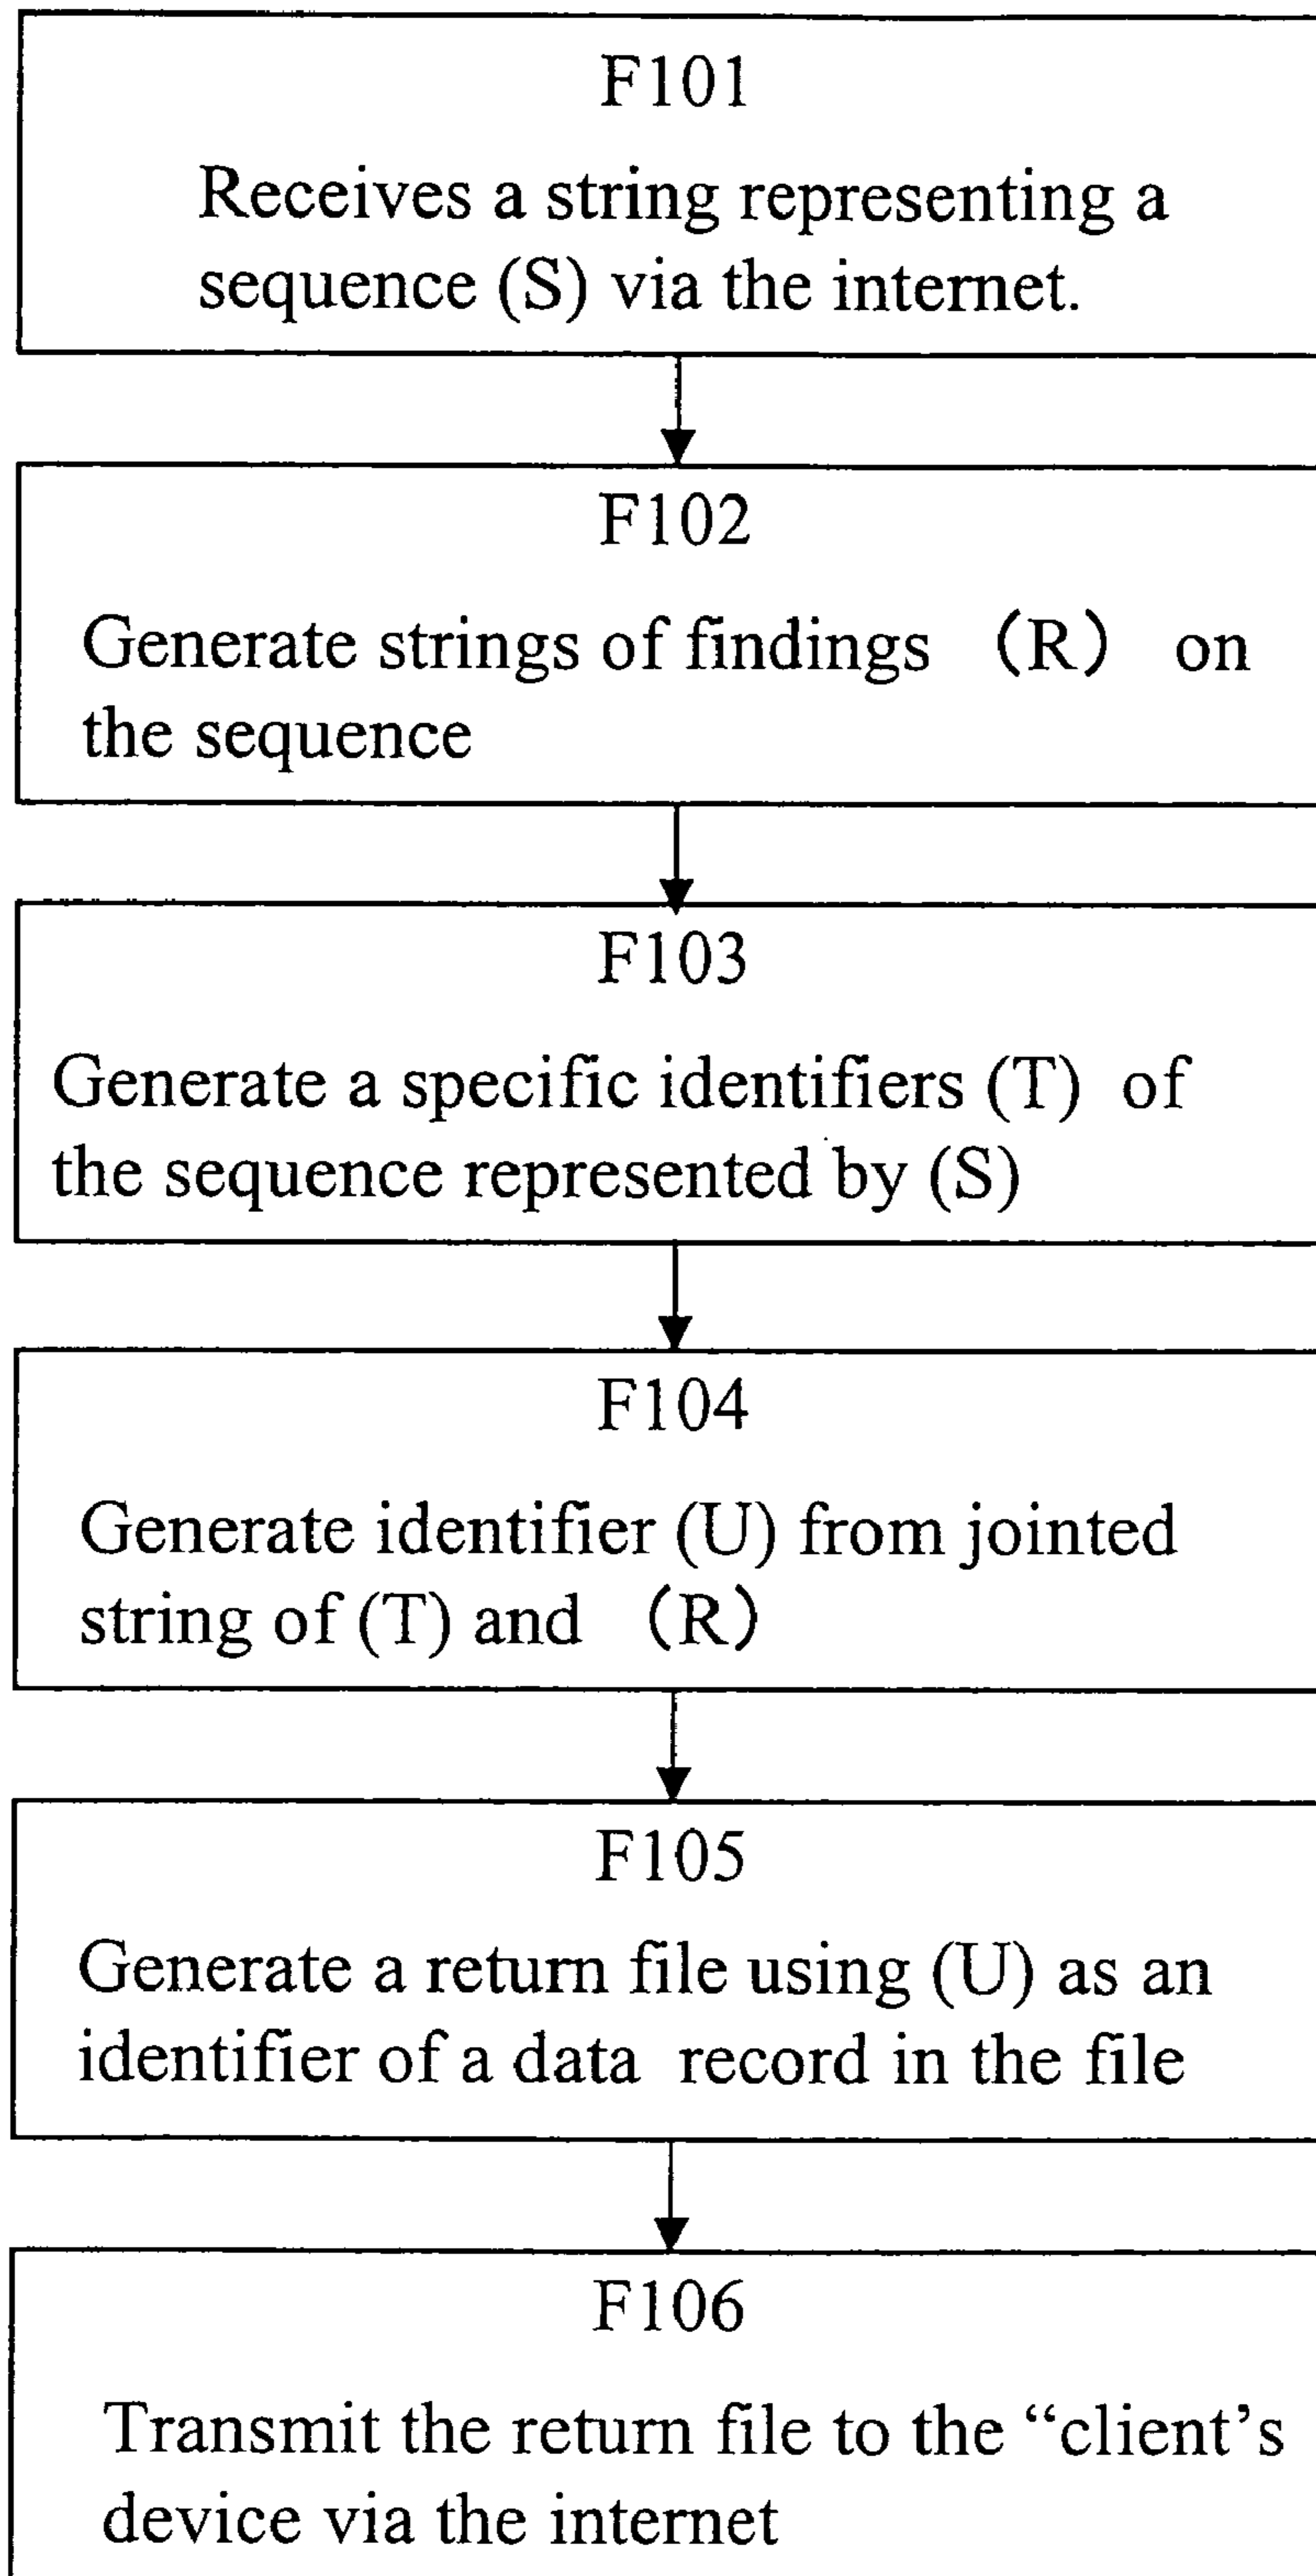 F101
Receives a string representing a
sequence (S) via the internet.
F102
Generate strings of findings （R） on
the sequence
F103
Generate a specific identifiers (T) of
the sequence represented by (S)
F104
Generate identifier (U) from jointed
string of (T) and （R）
F105
Generate a return file using (U) as an
identifier of a data record in the file
F106
Transmit the return file to the “client’s
device via the internet